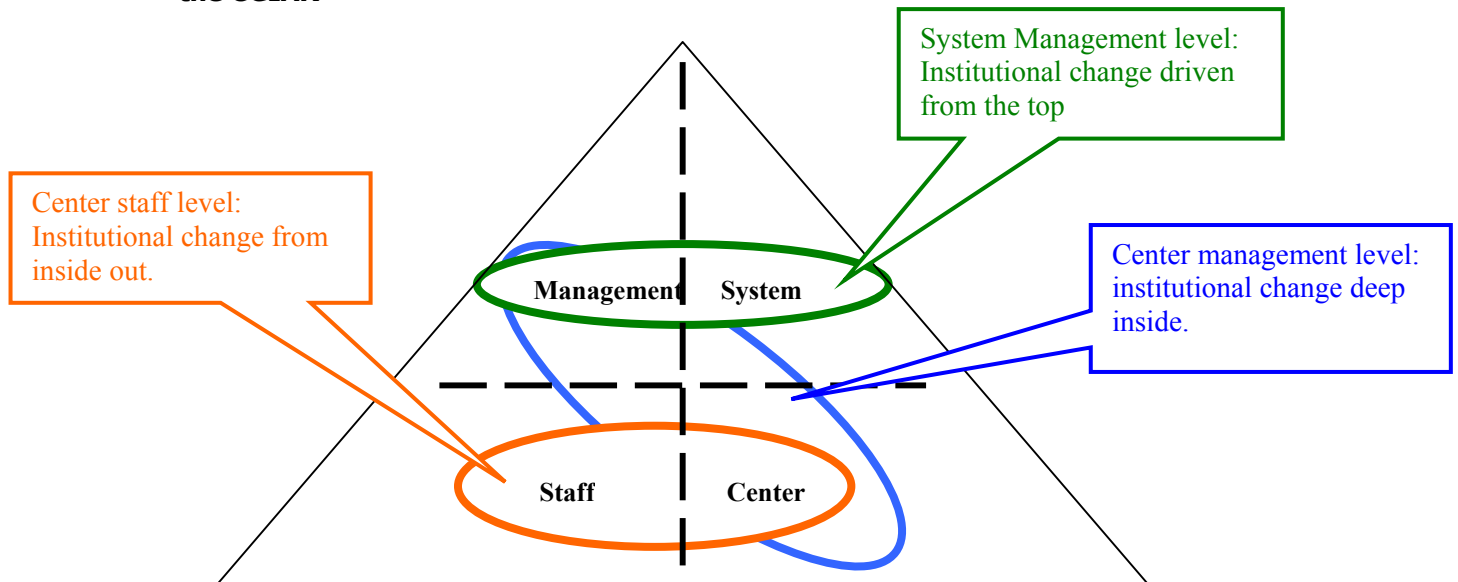 System Management level:
Institutional change driven
from the top
Center staff level:
Institutional change from
inside out.
Center management level:
institutional change deep
inside.
Management System
Staff Center